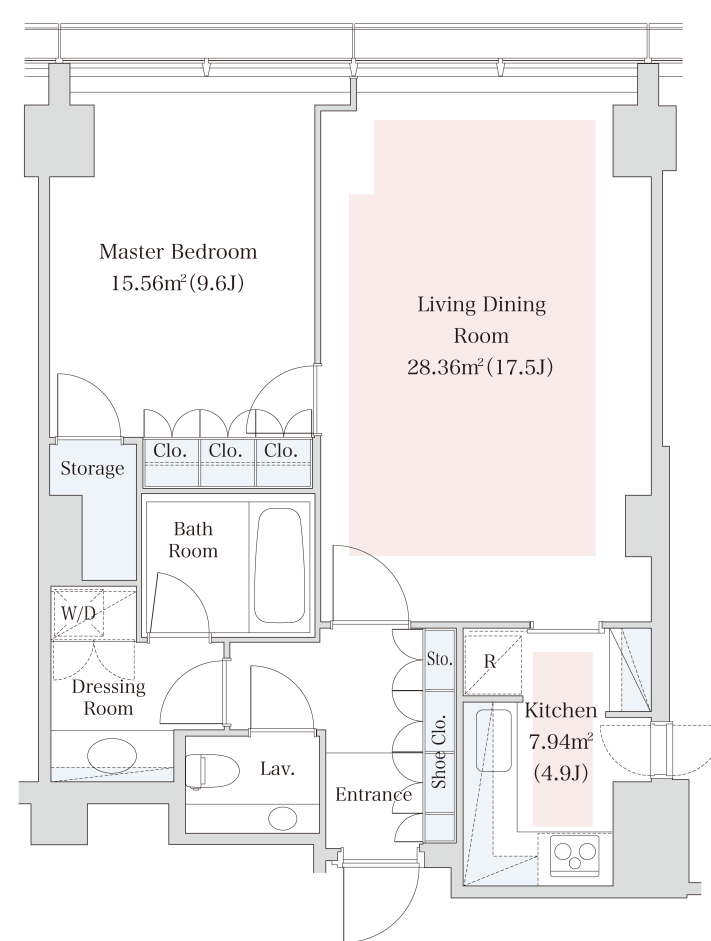 Master Bedroom
15.56m²(9.6J)
Living Dining
Room
28.36m²(17.5J)
Clo.
Clo.
Clo.
Storage
Bath
Room
W/D
Dressing
Room
Sto.
R
Kitchen
7.94m²
(4.9J)
Shoe Clo.
Lav.
Entrance